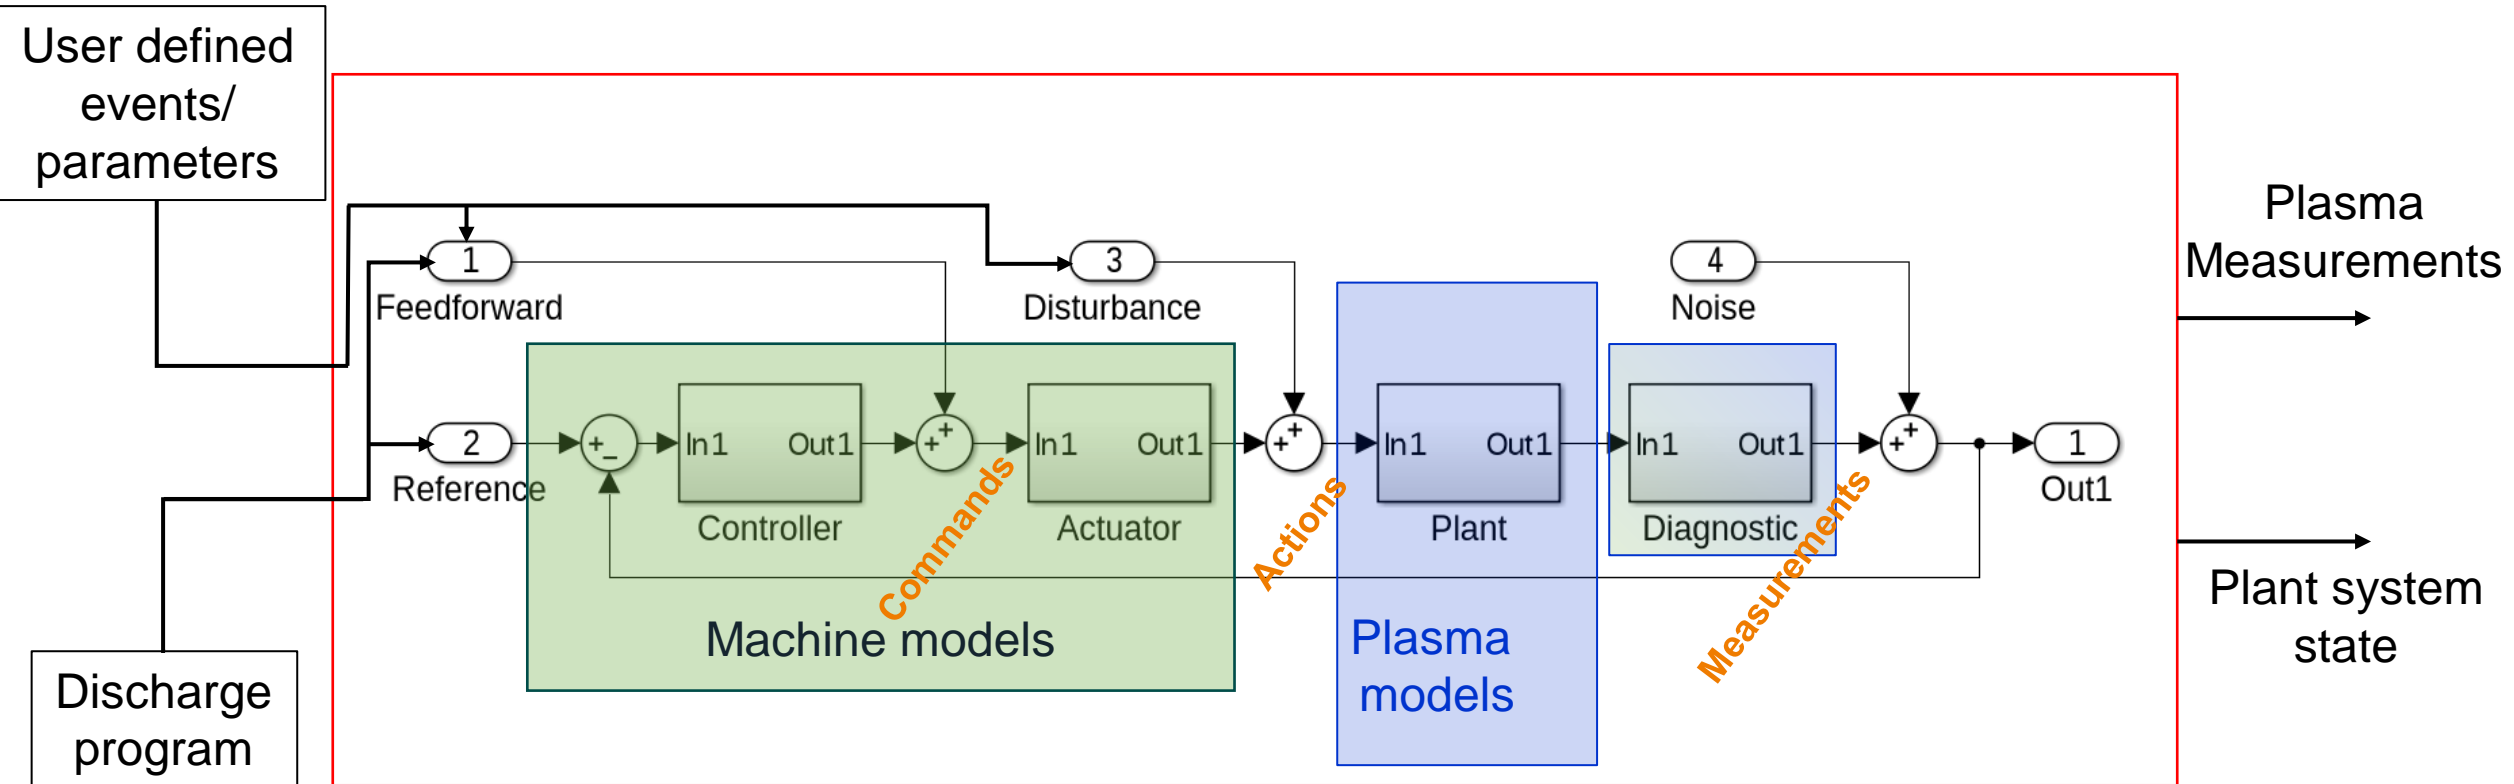 User defined
events/
parameters
1
Feedforward
3
Disturbance
4
Noise
Plasma
Measurements
2
Reference
+
−
In1 Out1
Controller
+ +
In1 Out1
Actuator
+ +
In1 Out1
Plant
In1 Out1
Diagnostic
+ +
1
Out1
Commands
Actions
Measurements
Machine models
Plasma
models
Plant system
state
Discharge
program